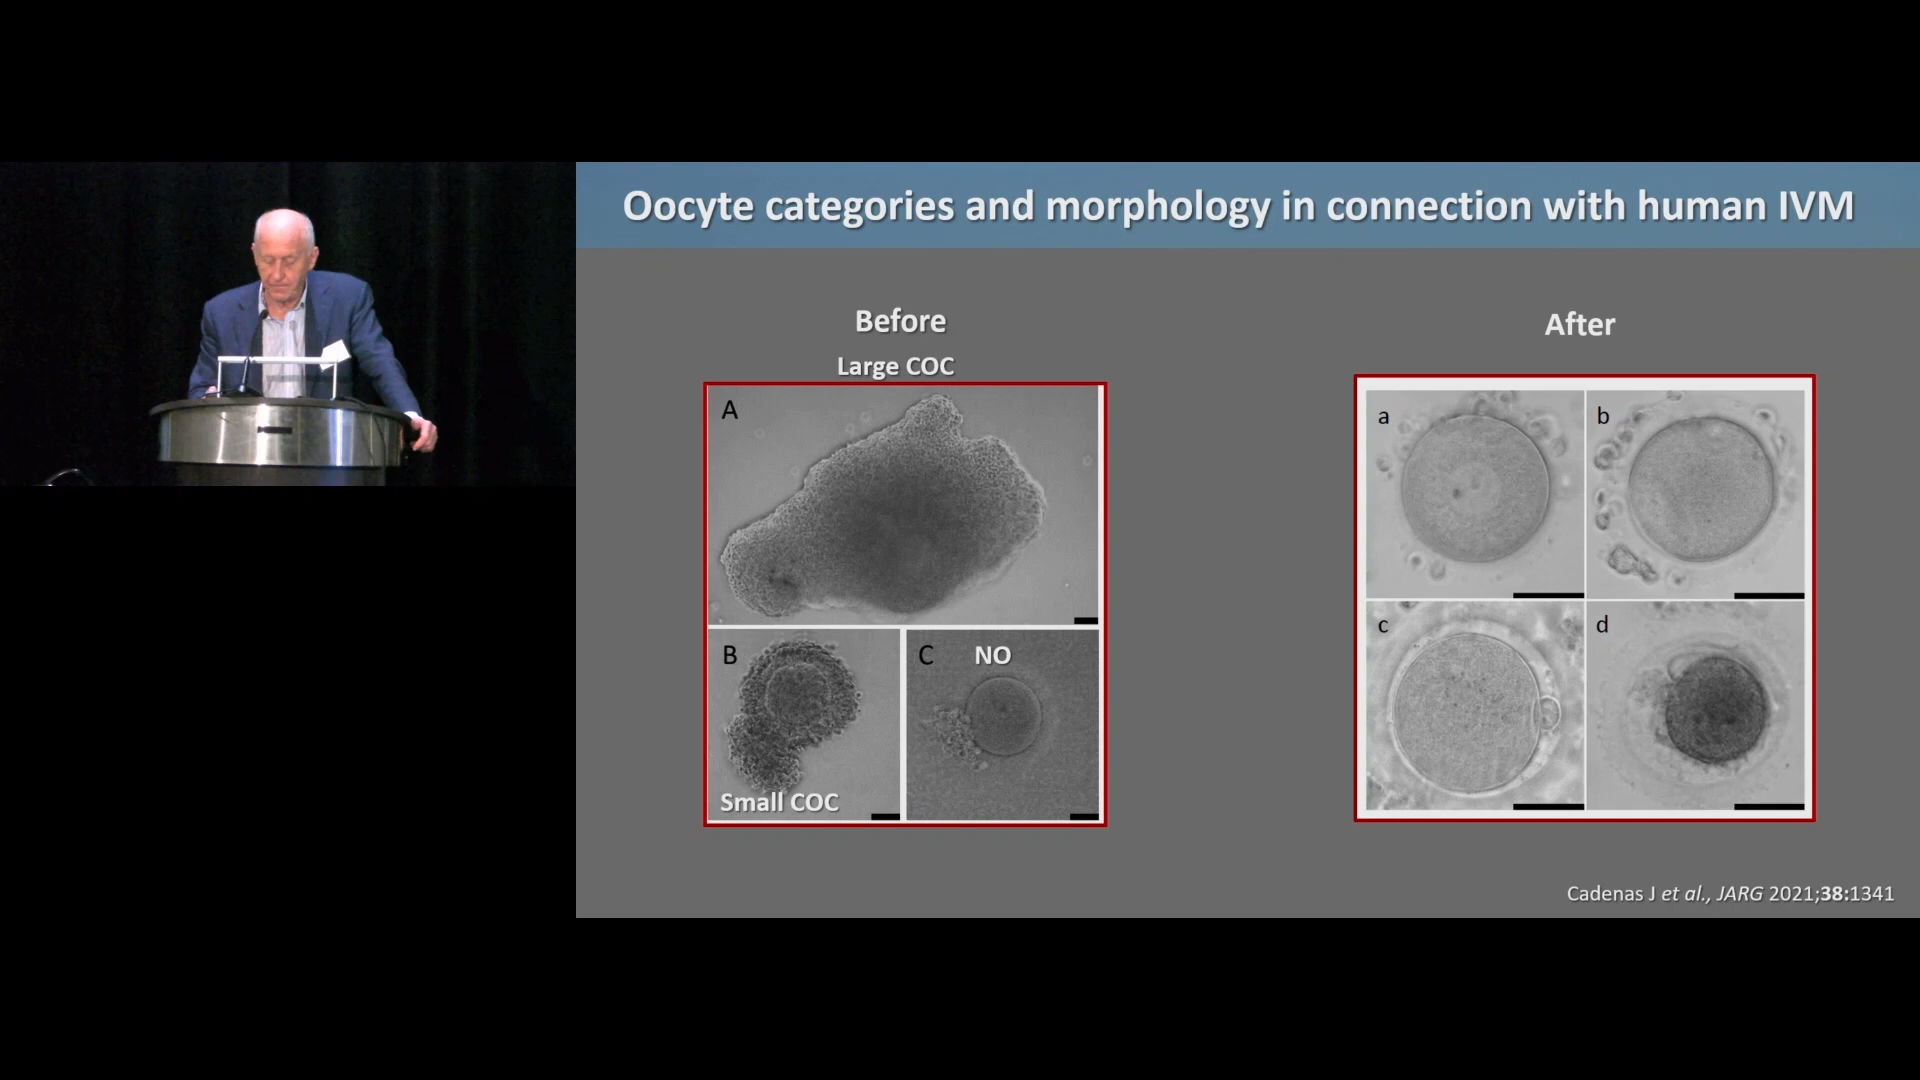 Oocyte categories and morphology in connection with human IVM
Before
Large COC
A
B
Small COC
C
NO
After
a
b
c
d
Cadenas J et al., JARG 2021;38:1341